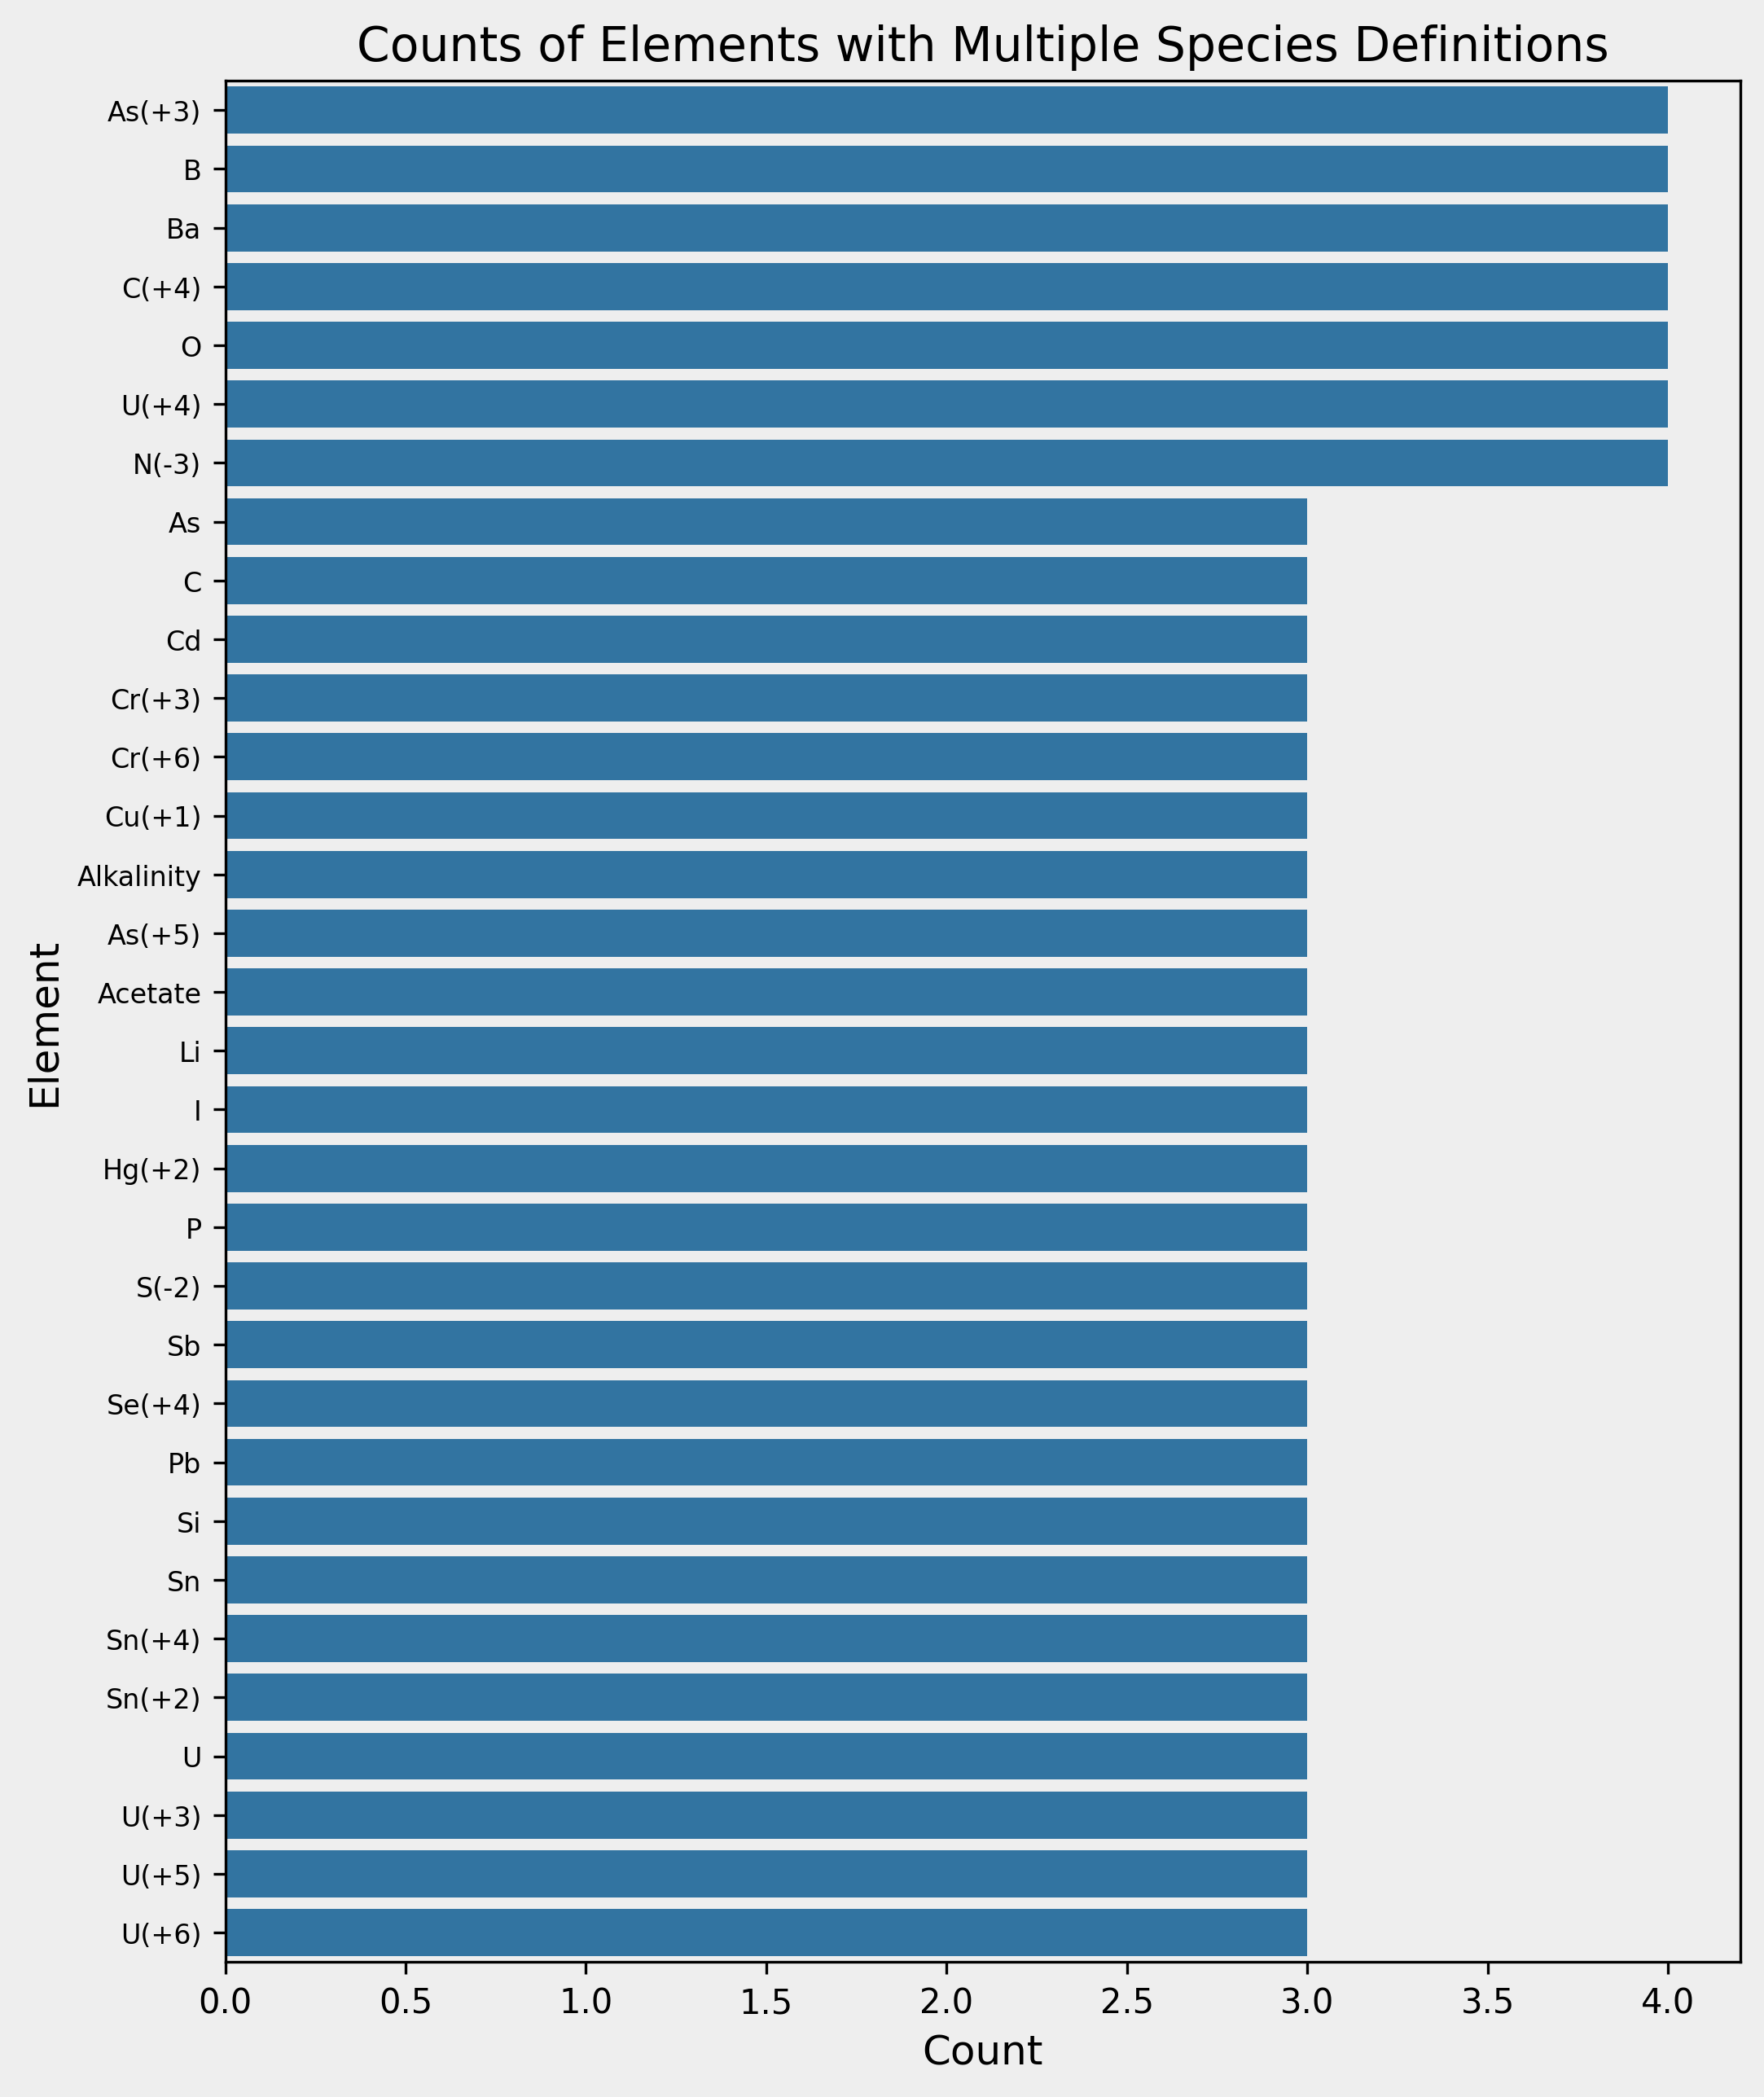 Counts of Elements with Multiple Species Definitions
As(+3)
B
Ba
C(+4)
O
U(+4)
N(-3)
As
C
Cd
Cr(+3)
Cr(+6)
Cu(+1)
Alkalinity
As(+5)
Acetate
Li
I
Hg(+2)
P
S(-2)
Sb
Se(+4)
Pb
Si
Sn
Sn(+4)
Sn(+2)
U
U(+3)
U(+5)
U(+6)
Element
0.0 0.5 1.0 1.5 2.0 2.5 3.0 3.5 4.0
Count